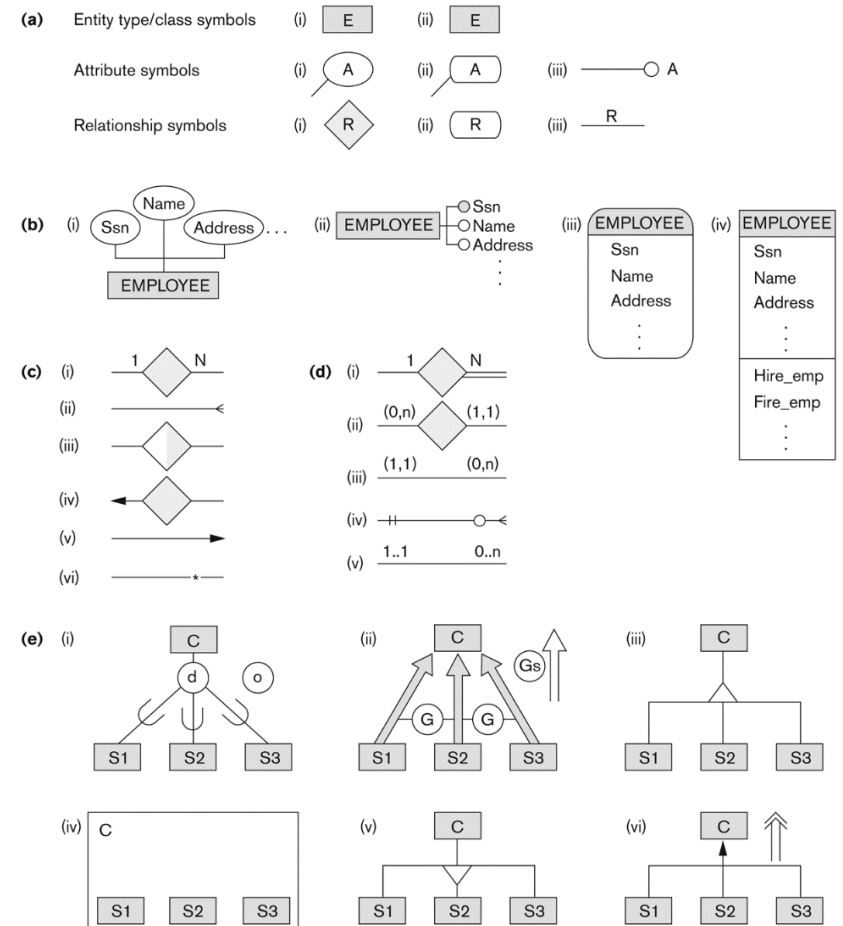 (a) Entity type/class symbols (i) E (ii) E
Attribute symbols (i) A (ii) A (iii) A
Relationship symbols (i) R (ii) R (iii) R
(b) (i) Ssn Name Address ...
EMPLOYEE
(ii) EMPLOYEE Ssn
Name
Address
(iii) EMPLOYEE
Ssn
Name
Address
(iv) EMPLOYEE
Ssn
Name
Address
Hire_emp
Fire_emp
(c) (i) 1 N
(ii)
(iii)
(iv)
(v)
(vi) *
(d) (i) 1 N
(ii) (0,n) (1,1)
(iii) (1,1) (0,n)
(iv)
(v) 1..1 0..n
(e) (i) C
d o
S1 S2 S3
(ii) C
Gs
G G
S1 S2 S3
(iii) C
S1 S2 S3
(iv) C
S1 S2 S3
(v) C
S1 S2 S3
(vi) C
S1 S2 S3